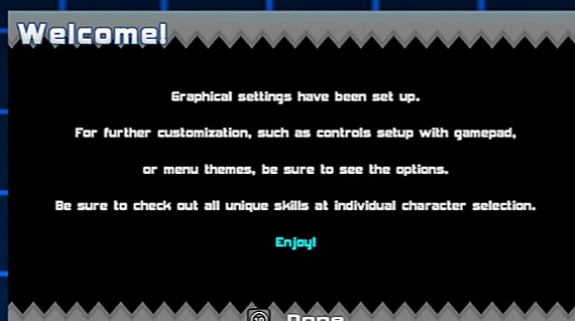 Welcome!
Graphical settings have been set up.
For further customization, such as controls setup with gamepad,
or menu themes, be sure to see the options.
Be sure to check out all unique skills at individual character selection.
Enjoy!
Done